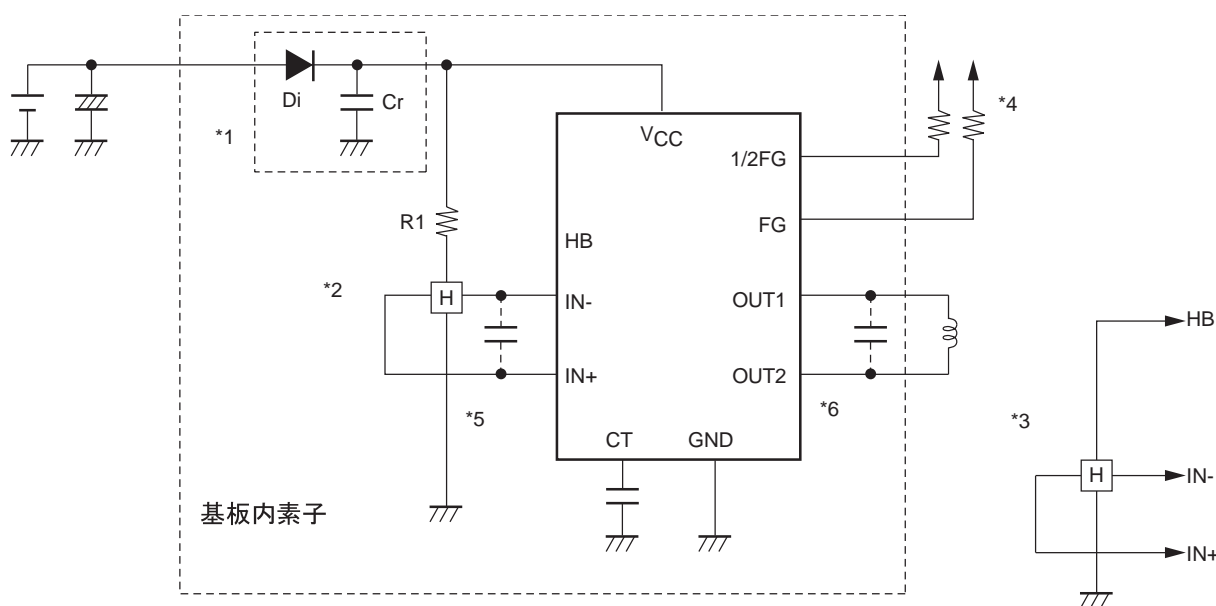 Di
Cr
*1
*4
VCC
1/2FG
FG
R1
HB
*2
H
IN-
OUT1
IN+
OUT2
*5
*6
CT
GND
基板内素子
HB
*3
H
IN-
IN+